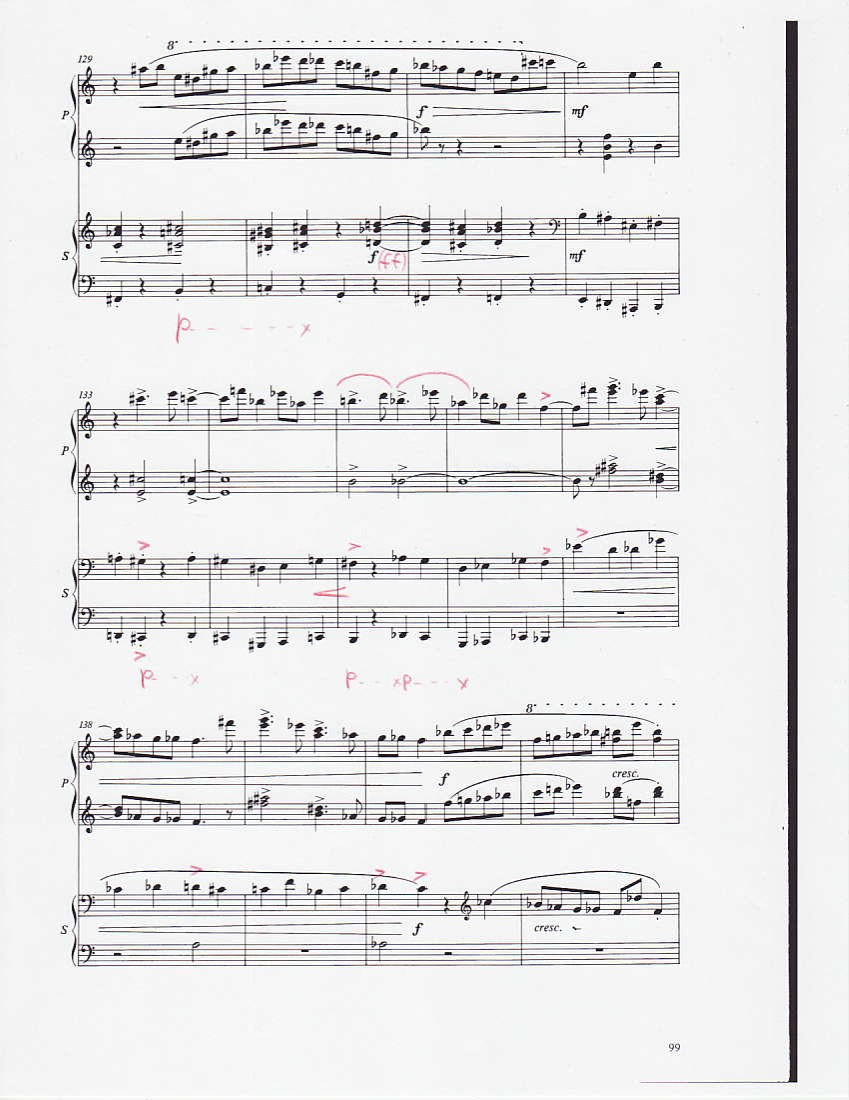 129
8
P
f mf
S
f (ff) mf
p- - - - - - x
133
P
S
p- - - x p- - - x p- - - x
138
8
P
f cresc.
S
f cresc.
99